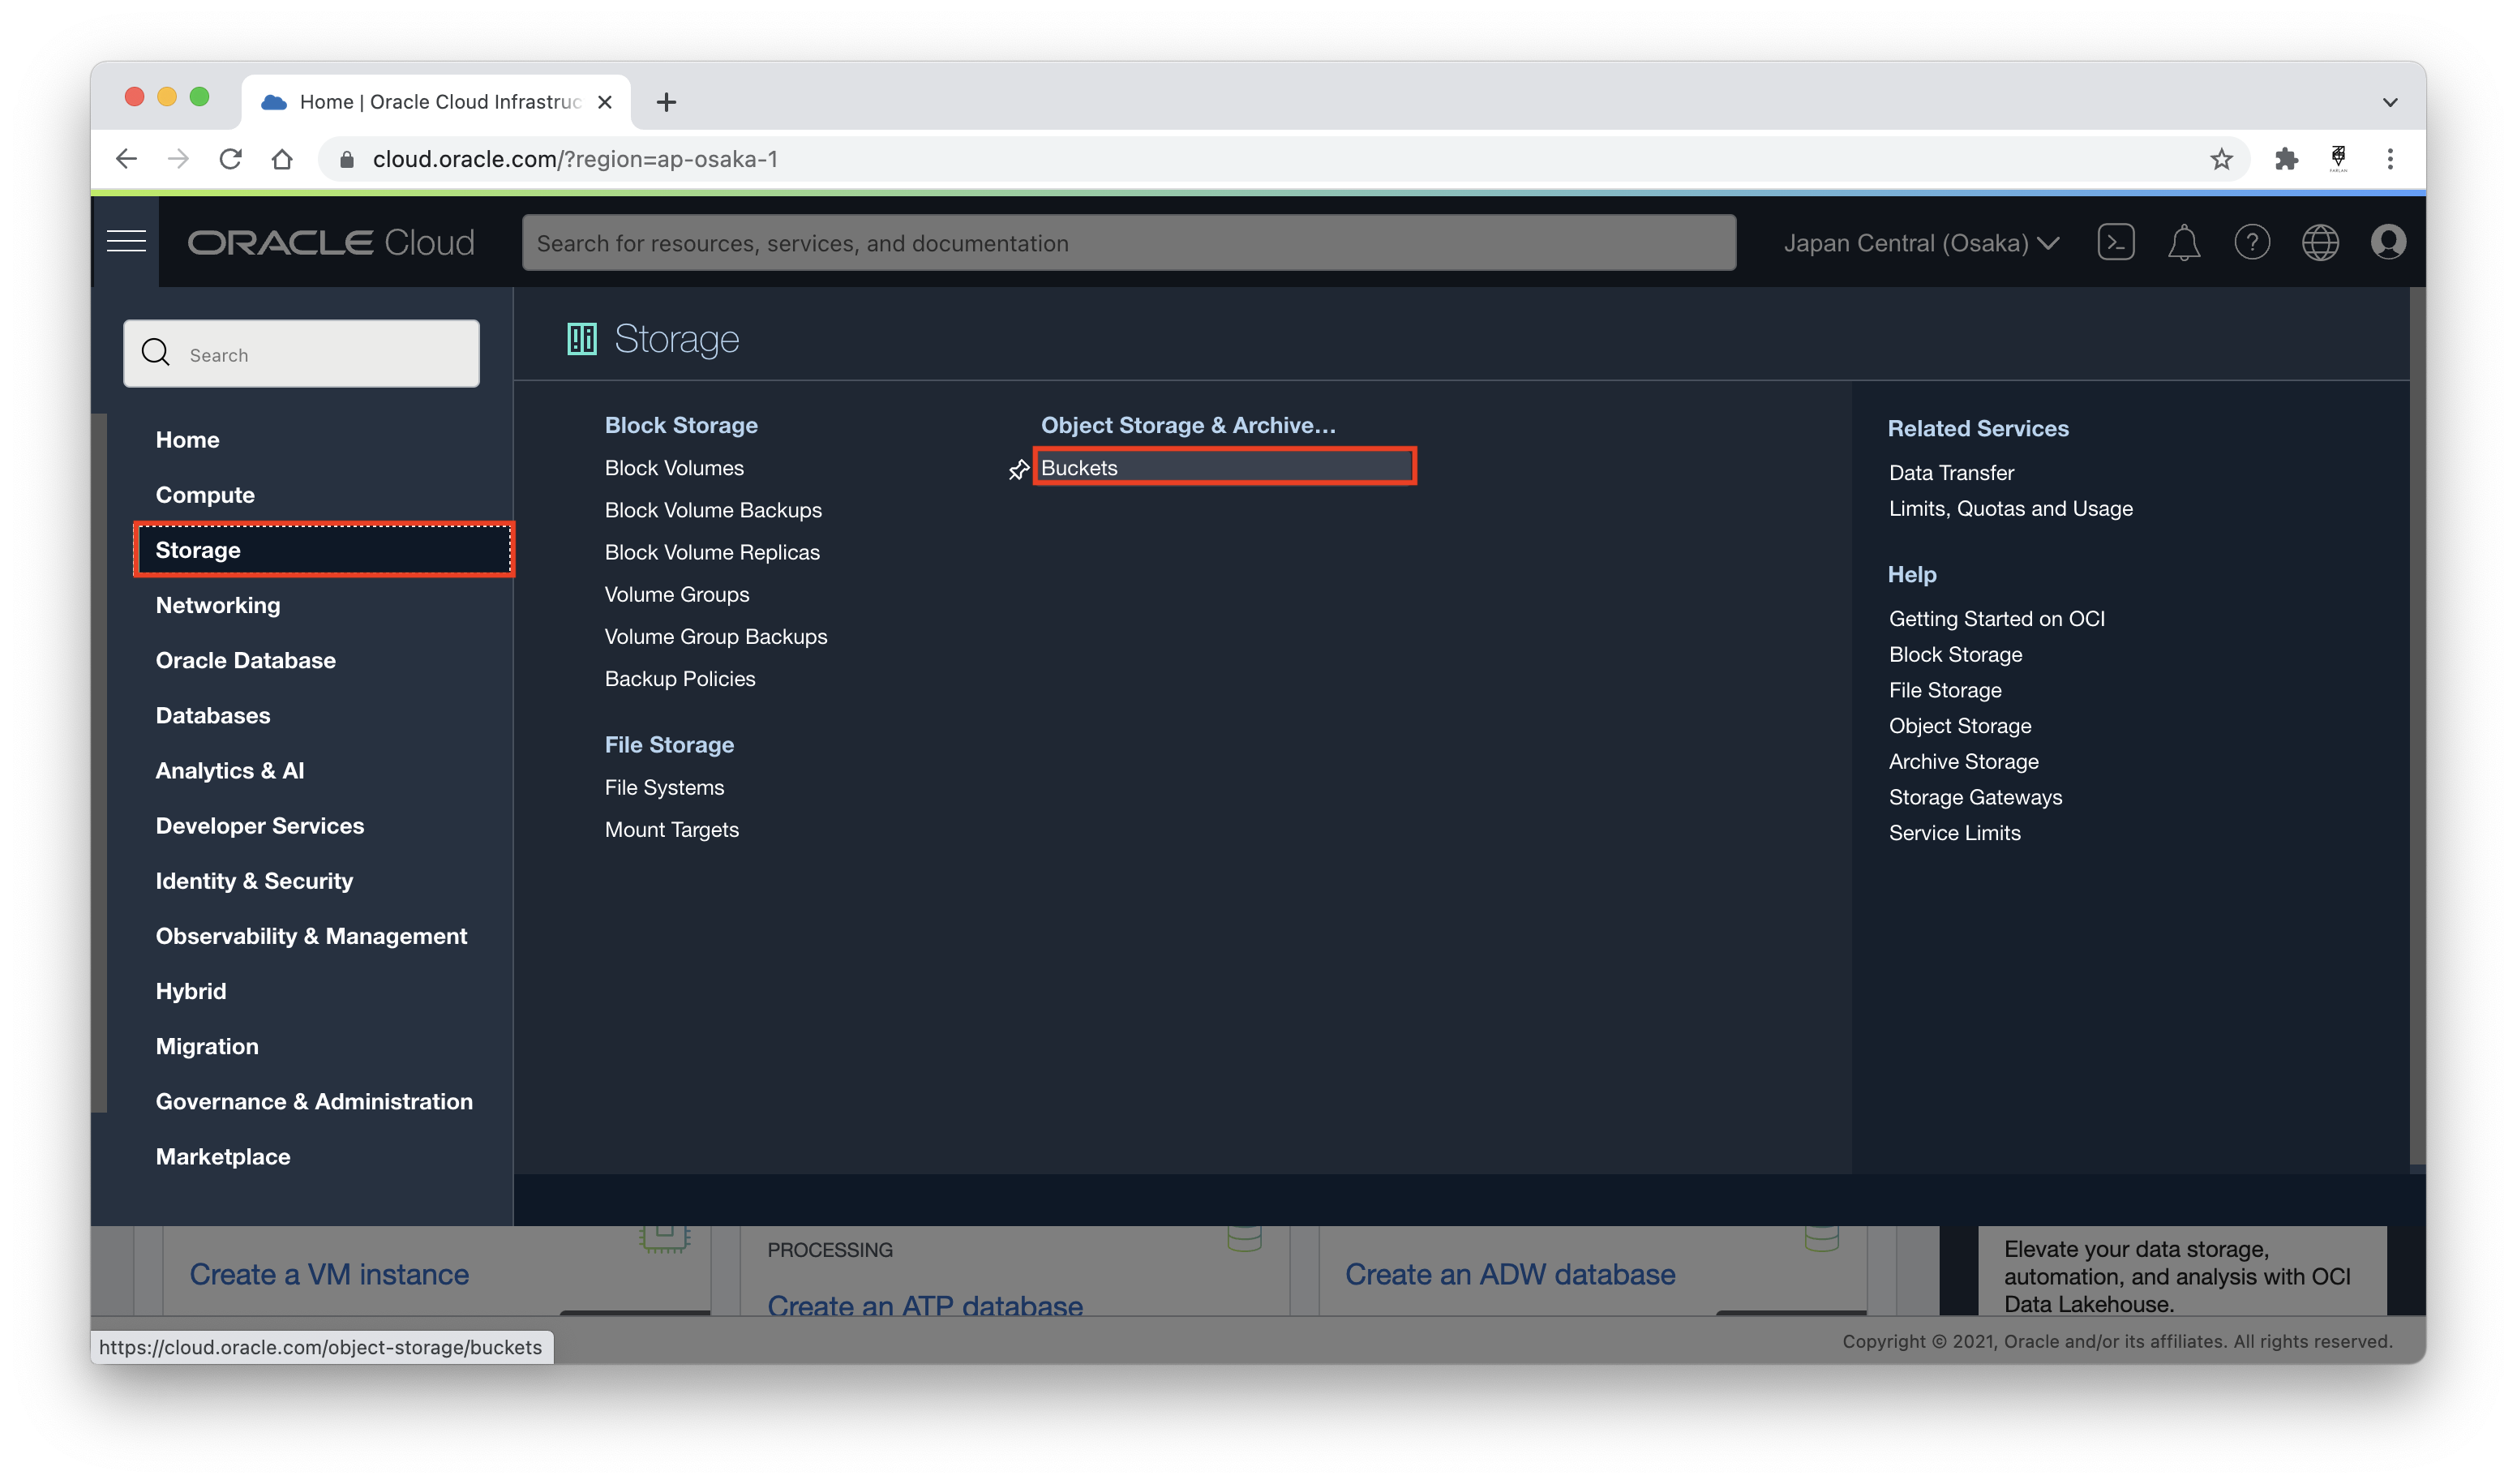 Home | Oracle Cloud Infrastruc
cloud.oracle.com/?region=ap-osaka-1
ORACLE Cloud
Search for resources, services, and documentation
Japan Central (Osaka)
Search
Home
Compute
Storage
Networking
Oracle Database
Databases
Analytics & AI
Developer Services
Identity & Security
Observability & Management
Hybrid
Migration
Governance & Administration
Marketplace
Storage
Block Storage
Block Volumes
Block Volume Backups
Block Volume Replicas
Volume Groups
Volume Group Backups
Backup Policies
File Storage
File Systems
Mount Targets
Object Storage & Archive...
Buckets
Related Services
Data Transfer
Limits, Quotas and Usage
Help
Getting Started on OCI
Block Storage
File Storage
Object Storage
Archive Storage
Storage Gateways
Service Limits
Create a VM instance
PROCESSING
Create an ATP database
Create an ADW database
Elevate your data storage,
automation, and analysis with OCI
Data Lakehouse.
https://cloud.oracle.com/object-storage/buckets
Copyright © 2021, Oracle and/or its affiliates. All rights reserved.